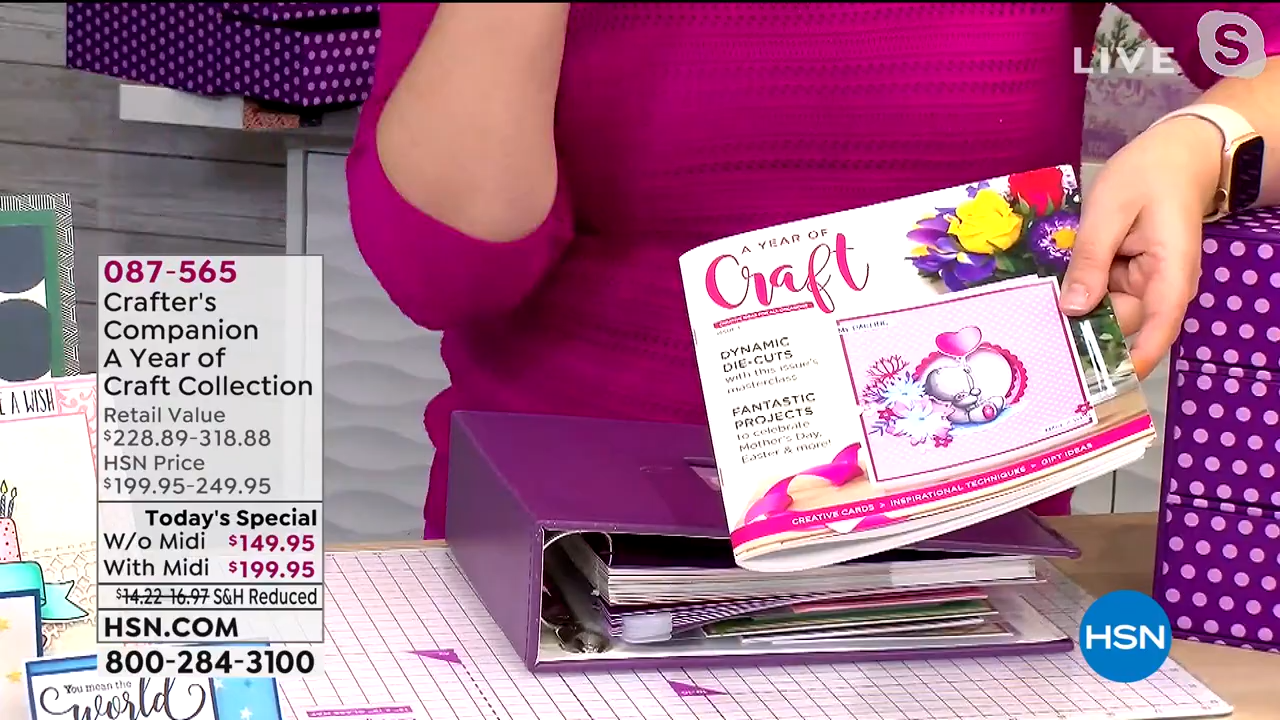 LIVE
S
087-565
Crafter's
Companion
A Year of
Craft Collection
Retail Value
$228.89-318.88
HSN Price
$199.95-249.95
Today's Special
W/o Midi $149.95
With Midi $199.95
$14.22-16.97 S&H Reduced
HSN.COM
800-284-3100
A YEAR OF
Craft
DYNAMIC
DIE-CUTS
with this issue's
masterclass
FANTASTIC
PROJECTS
to celebrate
Mother's Day,
Easter & more!
CREATIVE CARDS > INSPIRATIONAL TECHNIQUES > GIFT IDEAS
HSN
E A WISH
You mean the
world